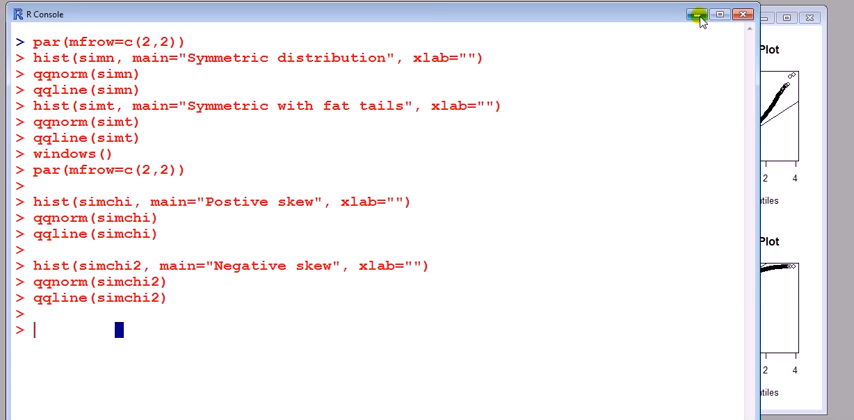 R Console
> par(mfrow=c(2,2))
> hist(simn, main="Symmetric distribution", xlab="")
> qqnorm(simn)
> qqline(simn)
> hist(simt, main="Symmetric with fat tails", xlab="")
> qqnorm(simt)
> qqline(simt)
> windows()
> par(mfrow=c(2,2))
>
> hist(simchi, main="Postive skew", xlab="")
> qqnorm(simchi)
> qqline(simchi)
>
> hist(simchi2, main="Negative skew", xlab="")
> qqnorm(simchi2)
> qqline(simchi2)
>
>
Plot
2 4
tiles
Plot
2 4
tiles